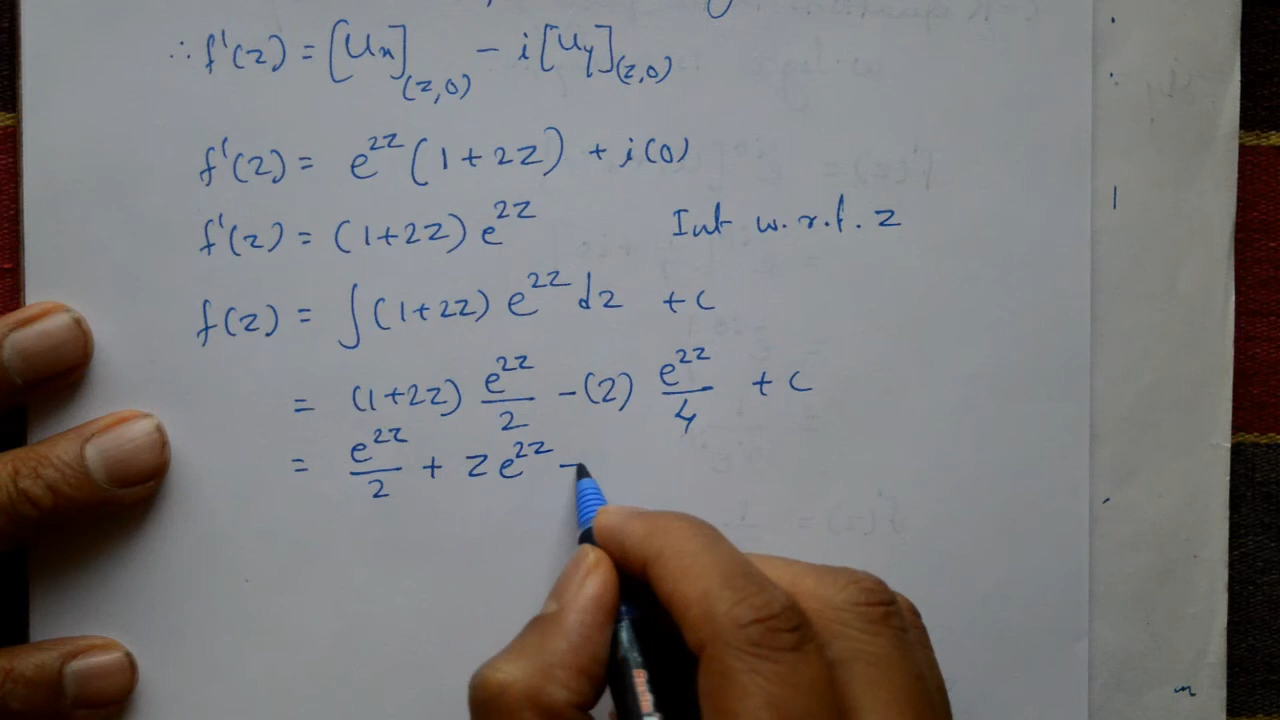 ∴ f'(z) = [Ux](z,0) - i[Uy](z,0)
f'(z) = e^2z (1+2z) + i(0)
f'(z) = (1+2z) e^2z Int w.r.t. z
f(z) = ∫(1+2z) e^2z dz + c
= (1+2z) e^2z/2 - (2) e^2z/4 + c
= e^2z/2 + ze^2z -